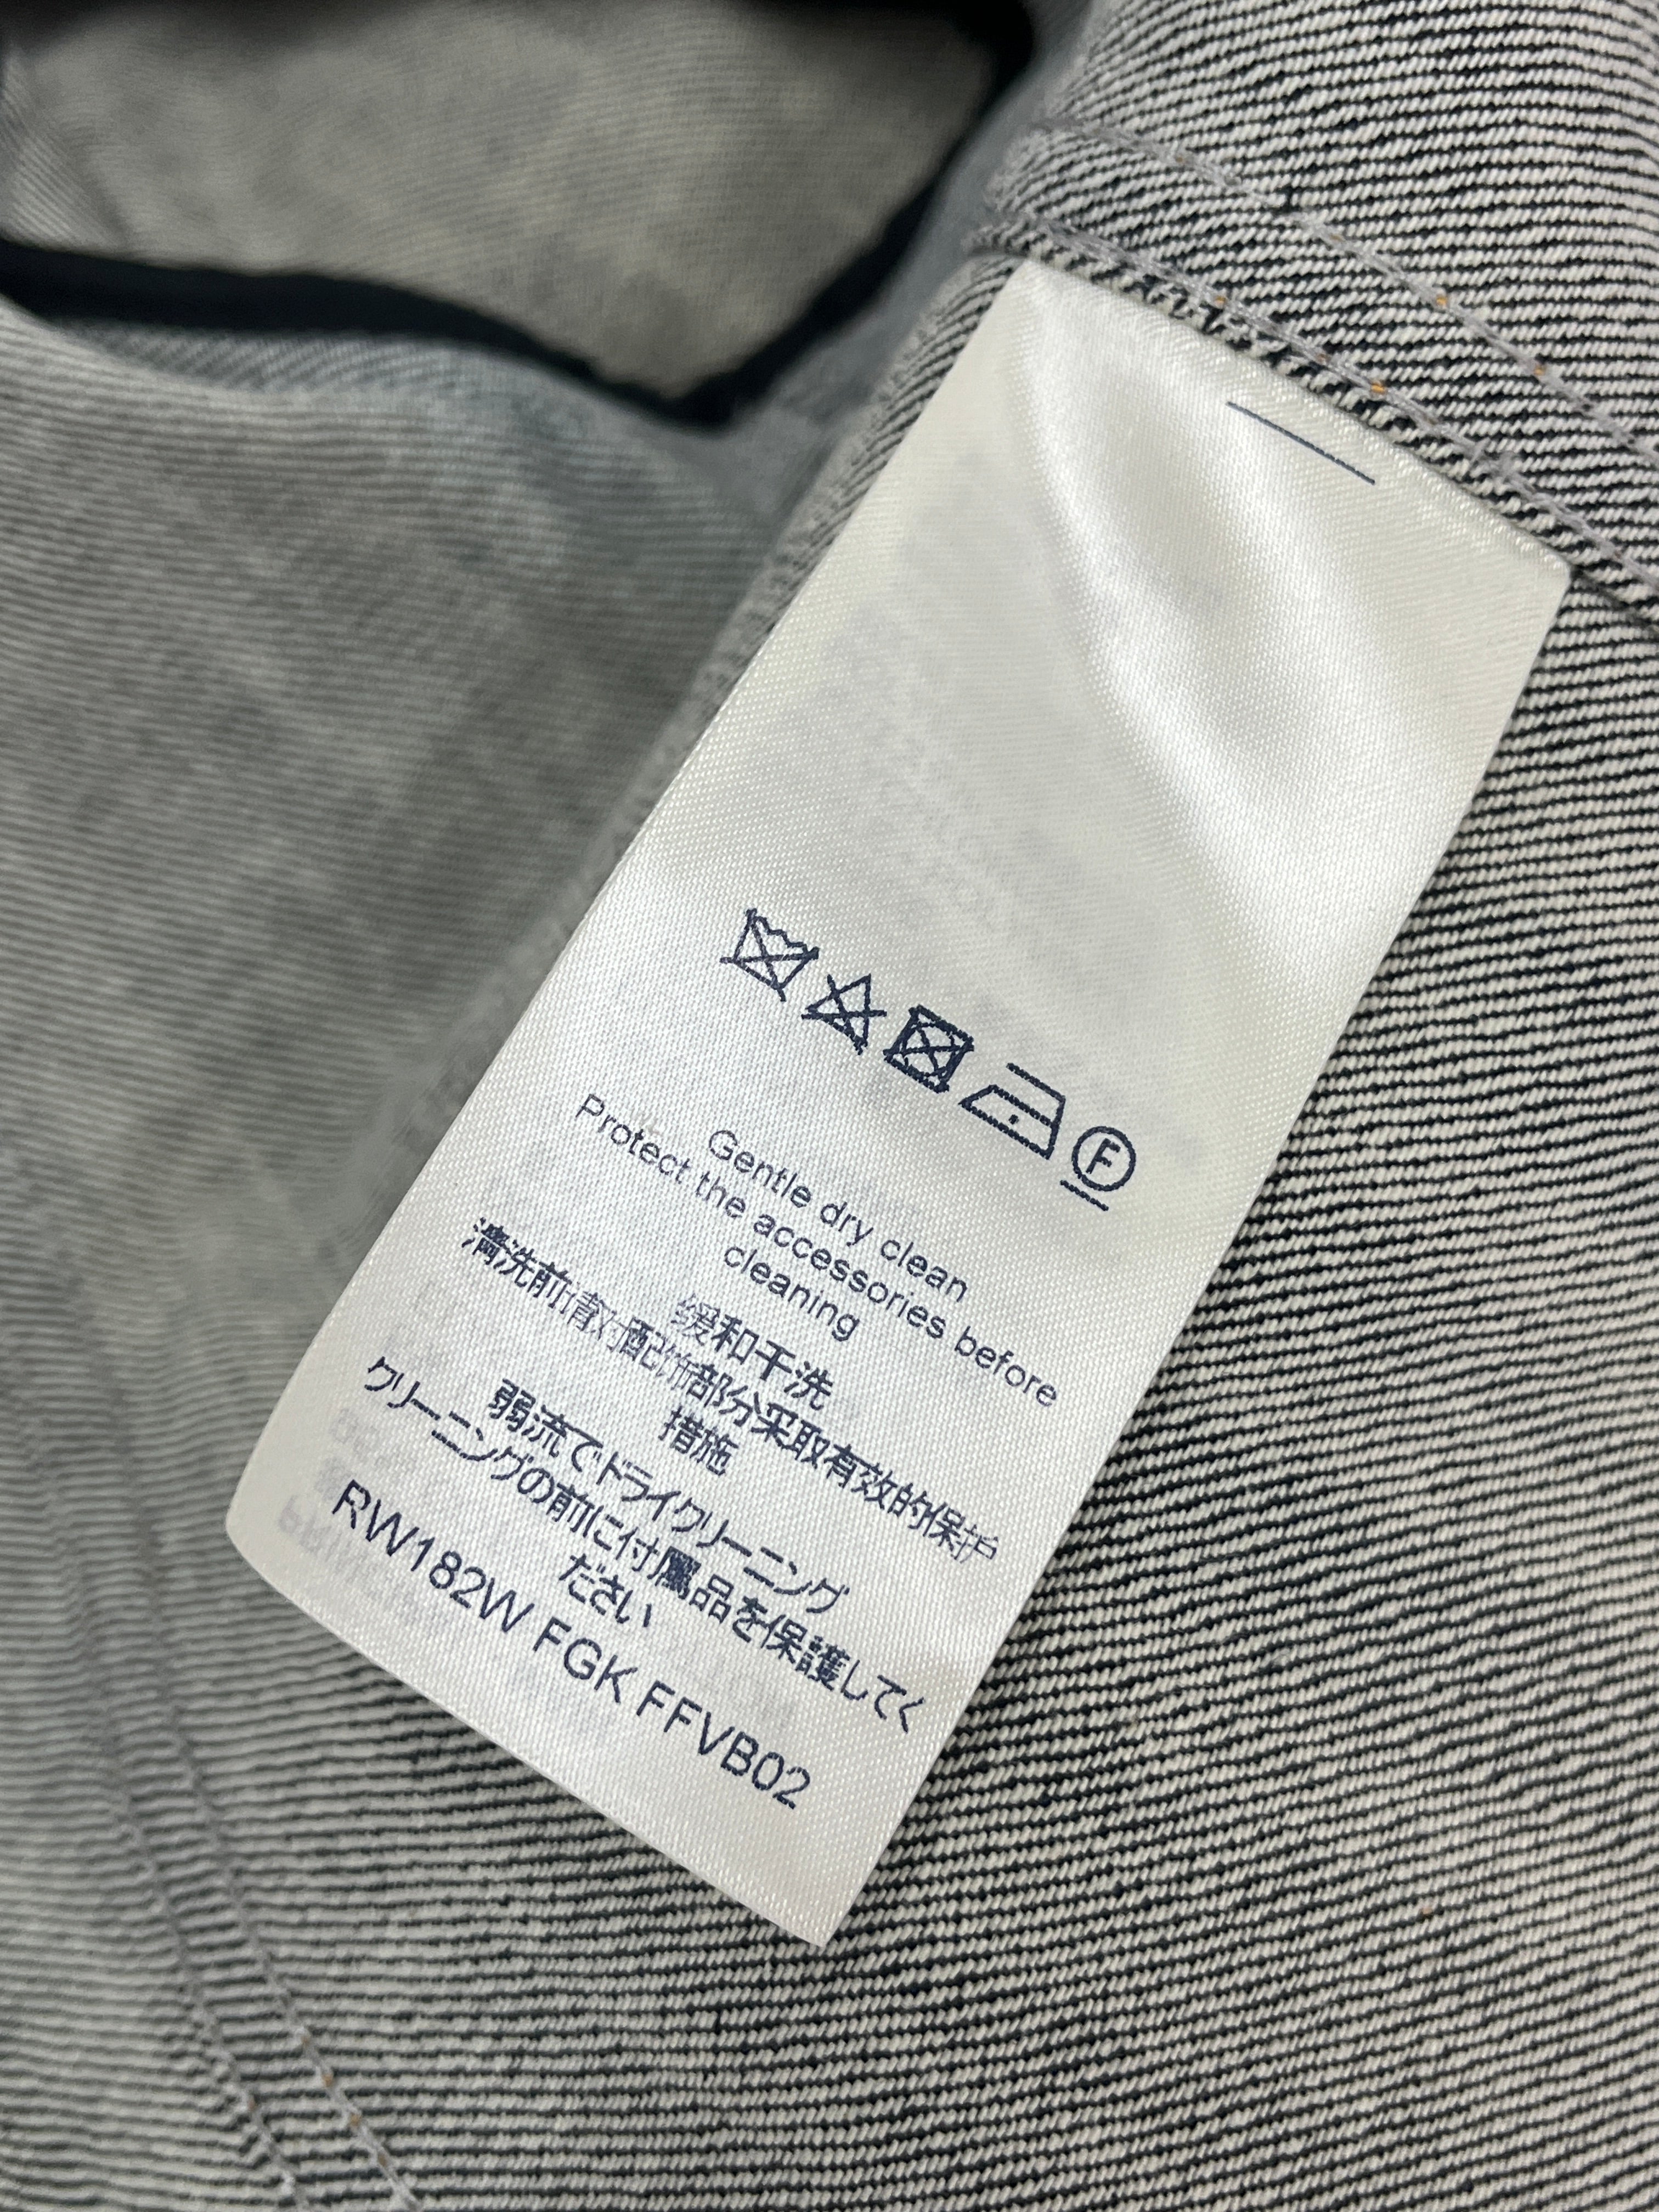 F
Gentle dry clean
Protect the accessories before
cleaning
缓和干洗
清洗前请对配饰部分采取有效的保护
措施
弱流でドライクリーニング
クリーニングの前に付属品を保護してく
ださい
RW182W FGK FFVB02